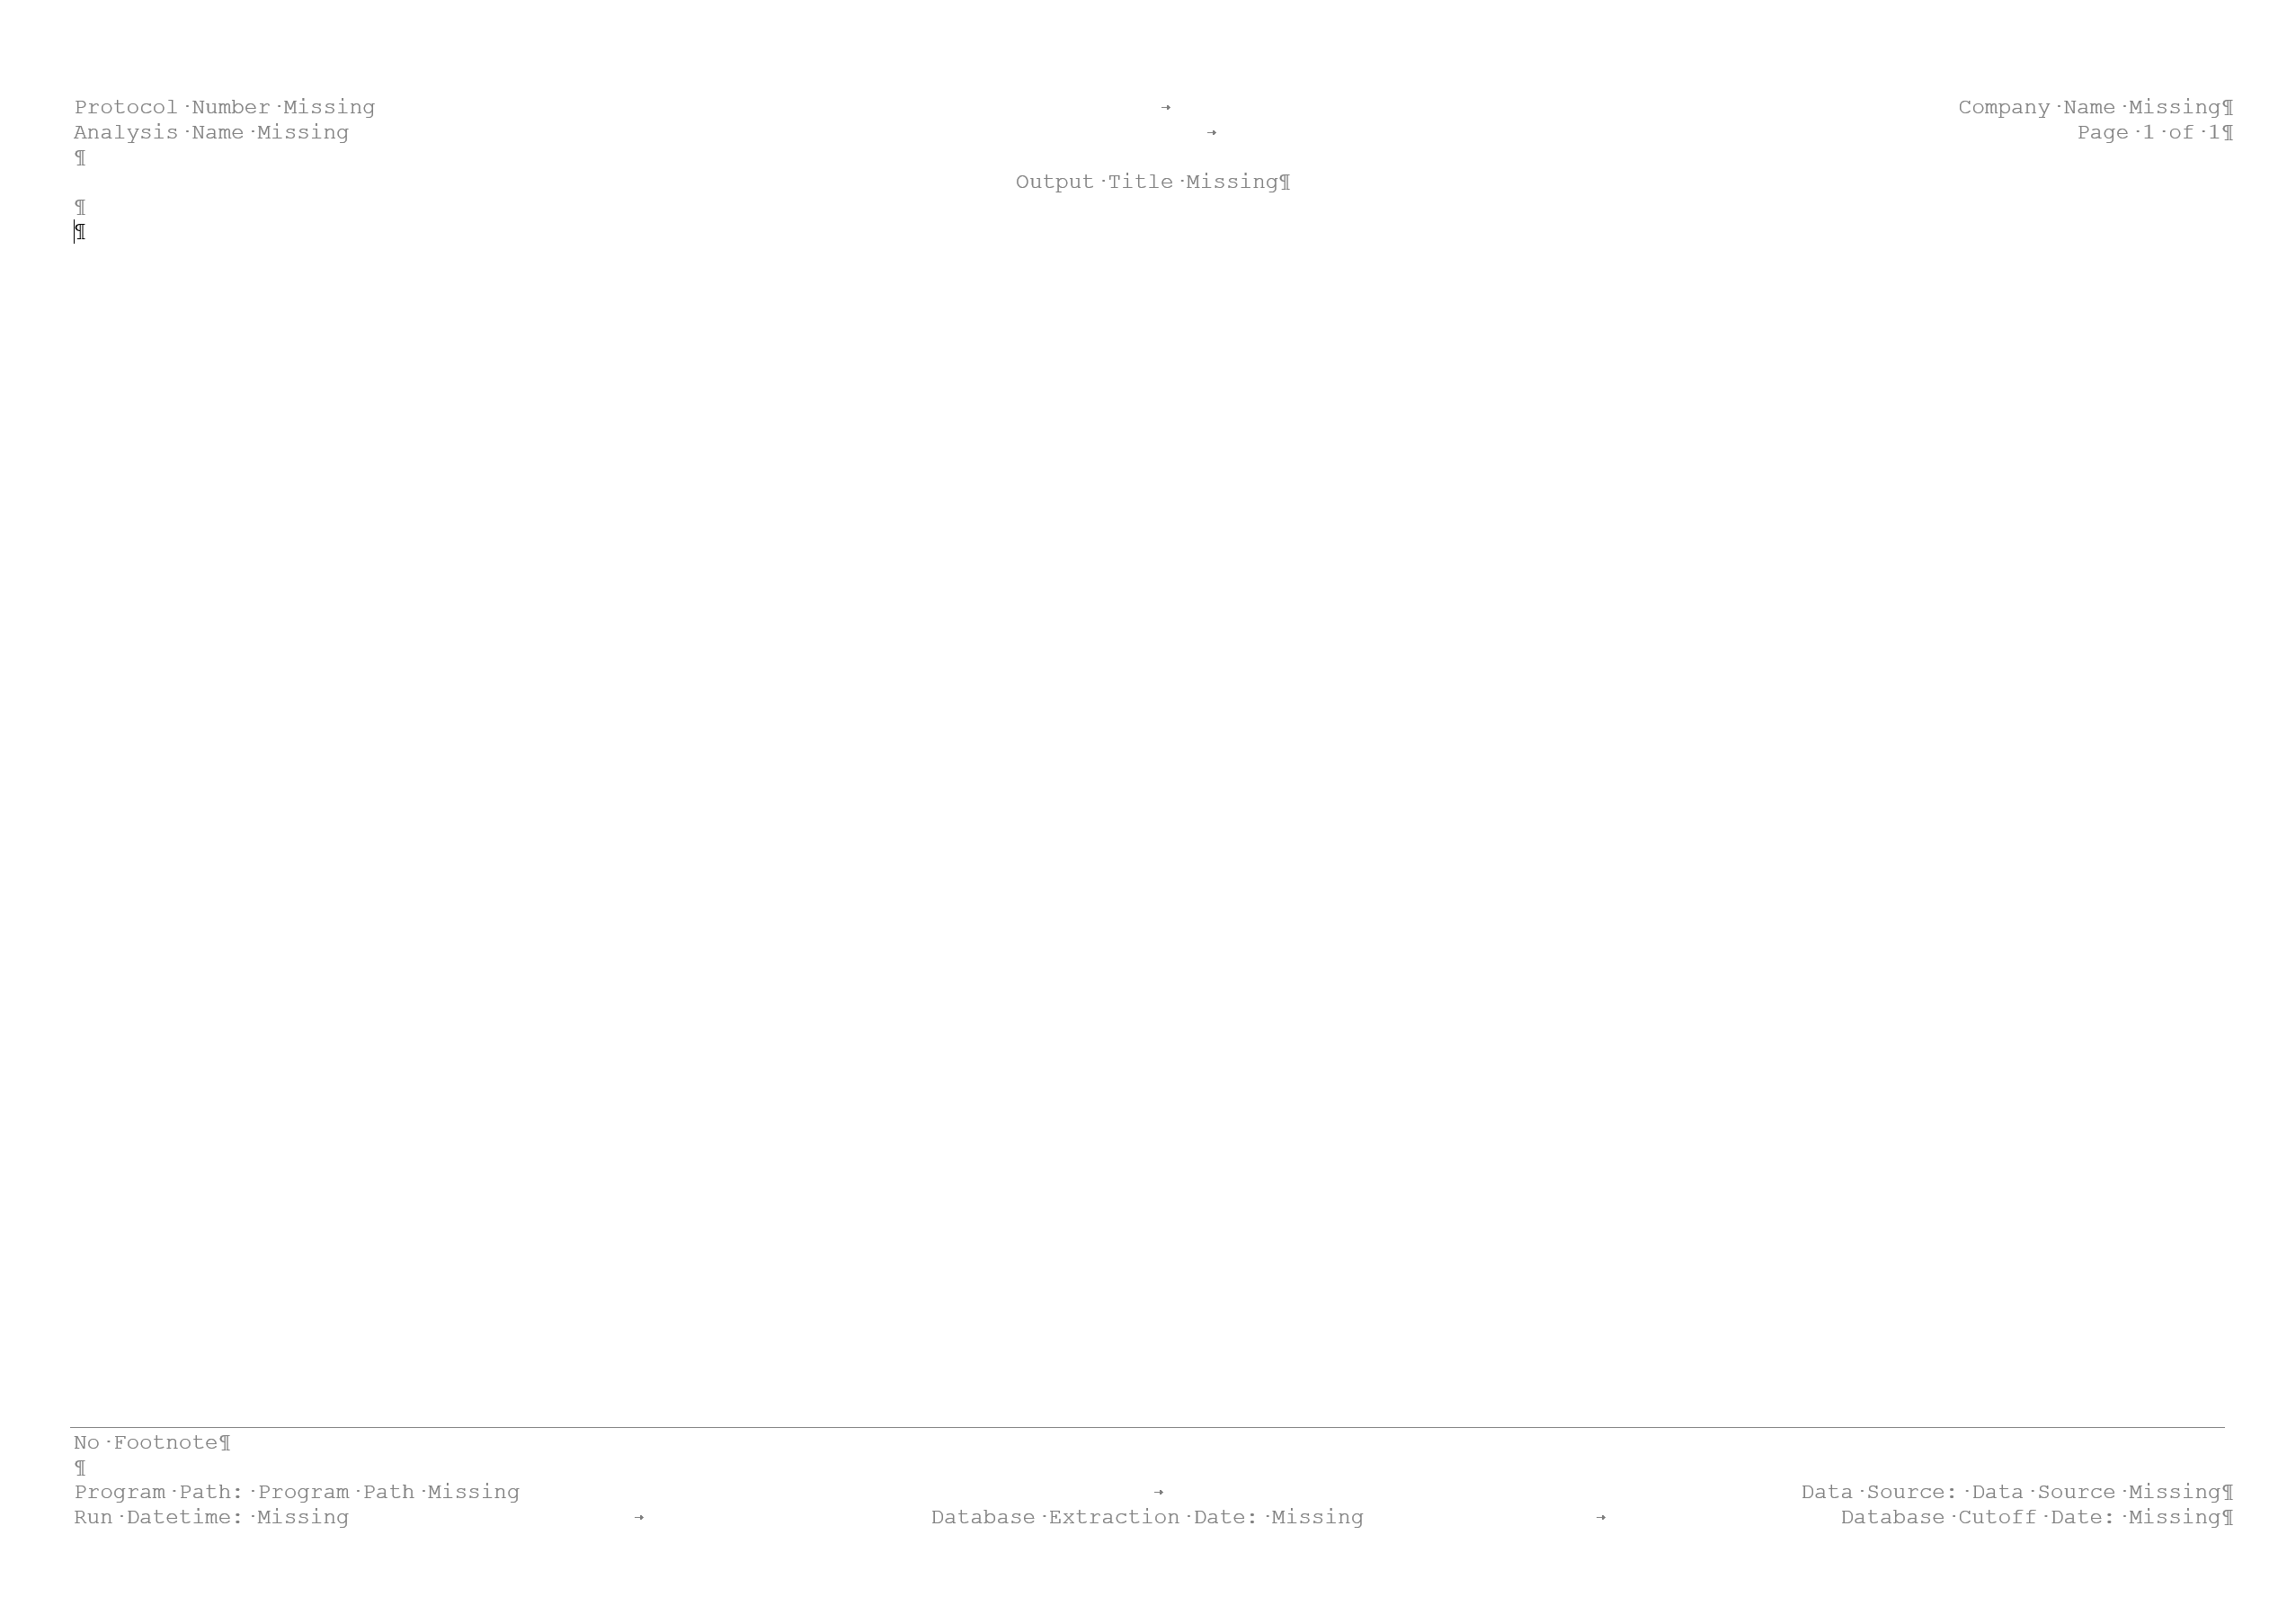 Protocol·Number·Missing → Company·Name·Missing¶
Analysis·Name·Missing → Page·1·of·1¶
¶
Output·Title·Missing¶
¶
¶
No·Footnote¶
¶
Program·Path:·Program·Path·Missing → Data·Source:·Data·Source·Missing¶
Run·Datetime:·Missing → Database·Extraction·Date:·Missing → Database·Cutoff·Date:·Missing¶